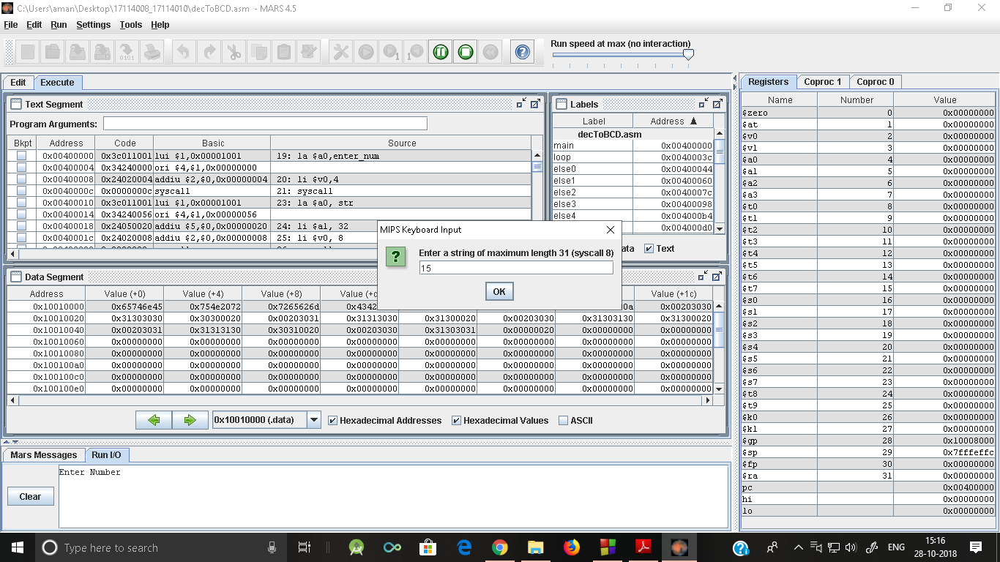 C:\Users\aman\Desktop\17114008_17114010\decToBCD.asm - MARS 4.5
File Edit Run Settings Tools Help
Run speed at max (no interaction)
Edit Execute
Text Segment
Program Arguments:
Bkpt Address Code Basic Source
0x00400000 0x3c011001 lui $1,0x00001001 19: la $a0,enter_num
0x00400004 0x34240000 ori $4,$1,0x00000000
0x00400008 0x24020004 addiu $2,$0,0x00000004 20: li $v0,4
0x0040000c 0x0000000c syscall 21: syscall
0x00400010 0x3c011001 lui $1,0x00001001 23: la $a0, str
0x00400014 0x34240056 ori $4,$1,0x00000056
0x00400018 0x24050020 addiu $5,$0,0x00000020 24: li $a1, 32
0x0040001c 0x24020008 addiu $2,$0,0x00000008 25: li $v0, 8
Labels
Label Address ▲
decToBCD.asm
main 0x00400000
loop 0x0040003c
else0 0x00400044
else1 0x00400060
else2 0x0040007c
else3 0x00400098
else4 0x004000b4
0x004000d0
ata Text
MIPS Keyboard Input
Enter a string of maximum length 31 (syscall 8)
15
OK
Data Segment
Address Value (+0) Value (+4) Value (+8) Value (+c Value (+1c)
0x10010000 0x65746e45 0x754e2072 0x7265626d 0x4342 0a 0x00203030
0x10010020 0x31303030 0x30300020 0x00203031 0x31313030 0x31300020 0x00203030 0x31303130 0x31300020
0x10010040 0x00203031 0x31313130 0x30310020 0x00203030 0x31303031 0x00000020 0x00000000 0x00000000
0x10010060 0x00000000 0x00000000 0x00000000 0x00000000 0x00000000 0x00000000 0x00000000 0x00000000
0x10010080 0x00000000 0x00000000 0x00000000 0x00000000 0x00000000 0x00000000 0x00000000 0x00000000
0x100100a0 0x00000000 0x00000000 0x00000000 0x00000000 0x00000000 0x00000000 0x00000000 0x00000000
0x100100c0 0x00000000 0x00000000 0x00000000 0x00000000 0x00000000 0x00000000 0x00000000 0x00000000
0x100100e0 0x00000000 0x00000000 0x00000000 0x00000000 0x00000000 0x00000000 0x00000000 0x00000000
0x10010000 (.data) Hexadecimal Addresses Hexadecimal Values ASCII
Mars Messages Run I/O
Enter Number
Clear
Registers Coproc 1 Coproc 0
Name Number Value
$zero 0 0x00000000
$at 1 0x00000000
$v0 2 0x00000000
$v1 3 0x00000000
$a0 4 0x00000000
$a1 5 0x00000000
$a2 6 0x00000000
$a3 7 0x00000000
$t0 8 0x00000000
$t1 9 0x00000000
$t2 10 0x00000000
$t3 11 0x00000000
$t4 12 0x00000000
$t5 13 0x00000000
$t6 14 0x00000000
$t7 15 0x00000000
$s0 16 0x00000000
$s1 17 0x00000000
$s2 18 0x00000000
$s3 19 0x00000000
$s4 20 0x00000000
$s5 21 0x00000000
$s6 22 0x00000000
$s7 23 0x00000000
$t8 24 0x00000000
$t9 25 0x00000000
$k0 26 0x00000000
$k1 27 0x00000000
$gp 28 0x10008000
$sp 29 0x7fffeffc
$fp 30 0x00000000
$ra 31 0x00000000
pc 0x00400000
hi 0x00000000
lo 0x00000000
Type here to search
ENG
15:16
28-10-2018